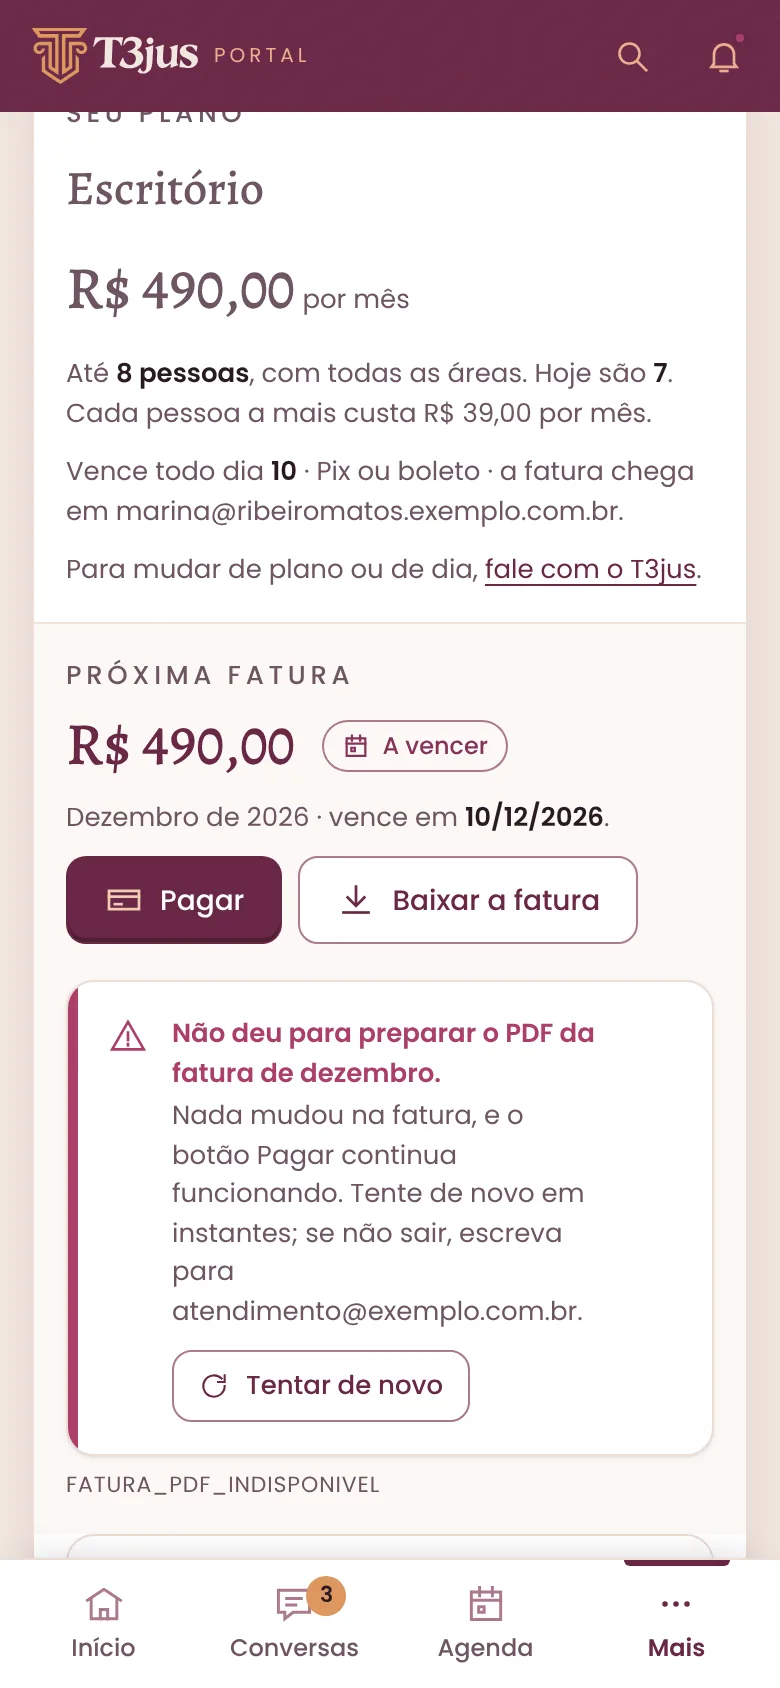 T3jus PORTAL
SEU PLANO
Escritório
R$ 490,00 por mês
Até 8 pessoas, com todas as áreas. Hoje são 7.
Cada pessoa a mais custa R$ 39,00 por mês.
Vence todo dia 10 · Pix ou boleto · a fatura chega
em marina@ribeiromatos.exemplo.com.br.
Para mudar de plano ou de dia, fale com o T3jus.
PRÓXIMA FATURA
R$ 490,00 A vencer
Dezembro de 2026 · vence em 10/12/2026.
Pagar Baixar a fatura
Não deu para preparar o PDF da
fatura de dezembro.
Nada mudou na fatura, e o
botão Pagar continua
funcionando. Tente de novo em
instantes; se não sair, escreva
para
atendimento@exemplo.com.br.
Tentar de novo
FATURA_PDF_INDISPONIVEL
3
Início Conversas Agenda Mais